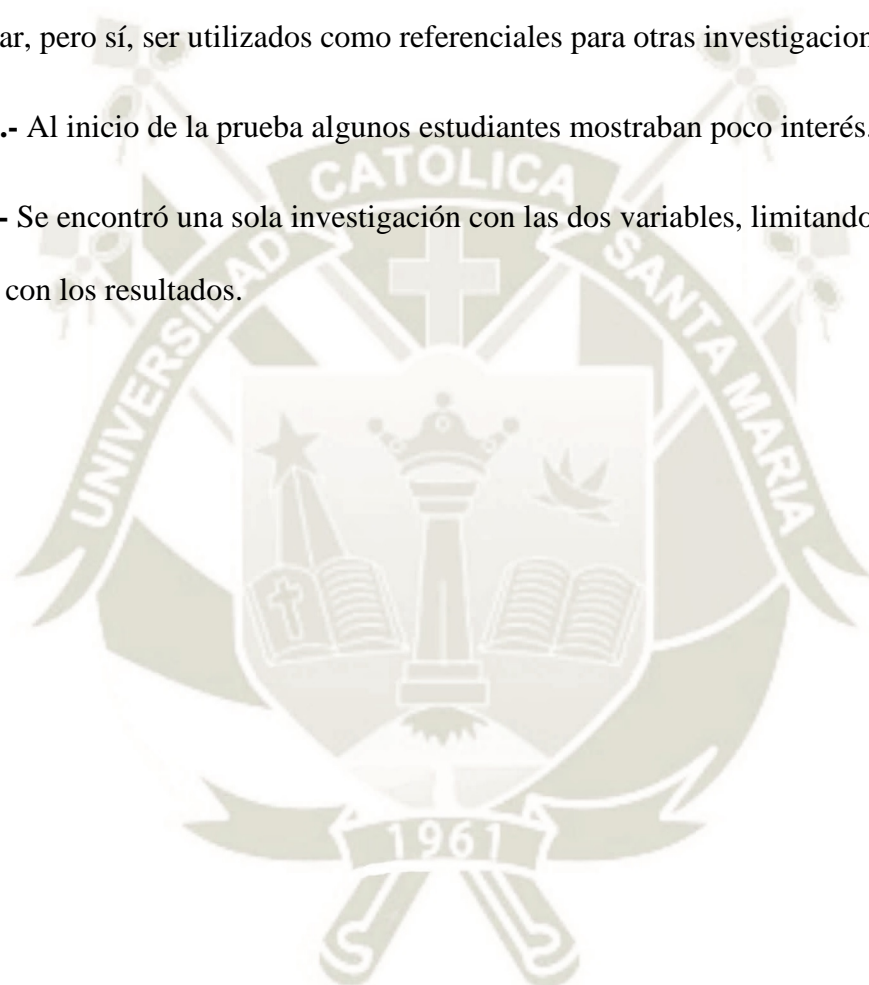 ar, pero sí, ser utilizados como referenciales para otras investigacion
.- Al inicio de la prueba algunos estudiantes mostraban poco interés.
- Se encontró una sola investigación con las dos variables, limitando
con los resultados.
UNIVERSIDAD CATOLICA SANTA MARIA
1961